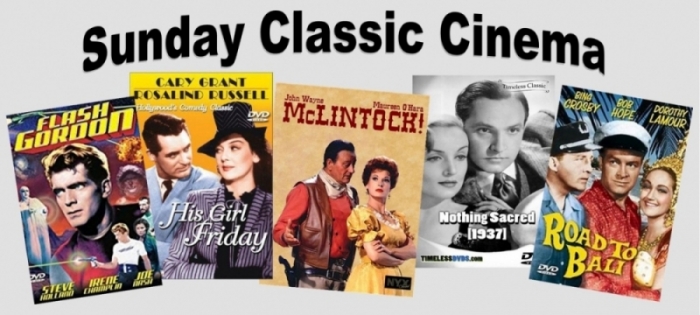 Sunday Classic Cinema
FLASH
GORDON
DVD
STEVE
HOLLAND
IRENE
CHAMPLIN
JOE
NASH
CARY GRANT
ROSALIND RUSSELL
Hollywood's Comedy Classic
DVD
His Girl
Friday
John Wayne
Maureen O'Hara
McLINTOCK!
NYX
Timeless Classic
Nothing Sacred
[1937]
TIMELESSDVDS.COM
DVD
BING
CROSBY
BOB
HOPE
DOROTHY
LAMOUR
ROAD TO
BALI
DVD